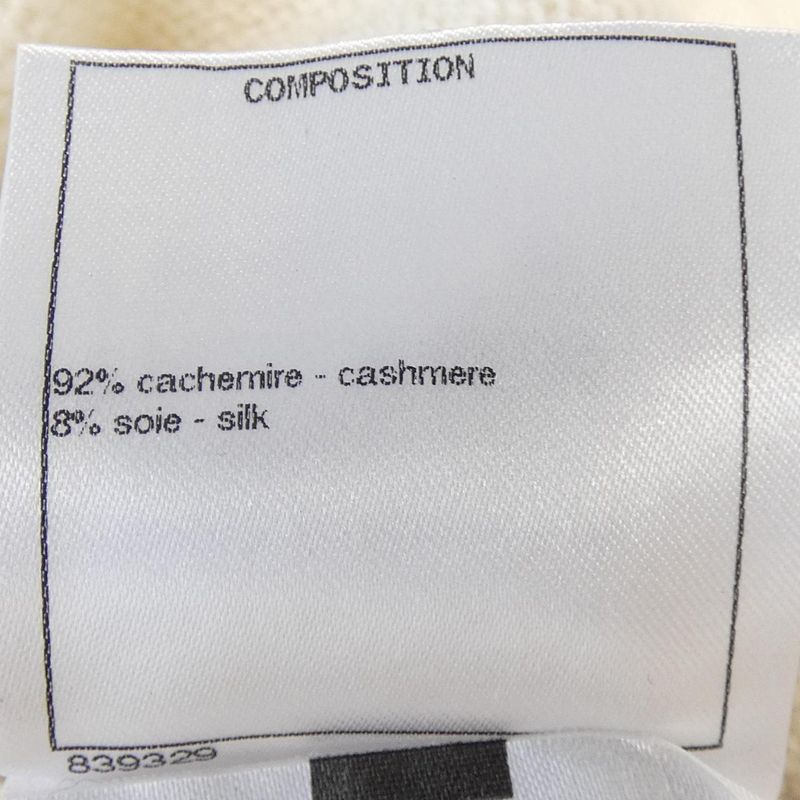 COMPOSITION
92% cachemire - cashmere
8% soie - silk
839329